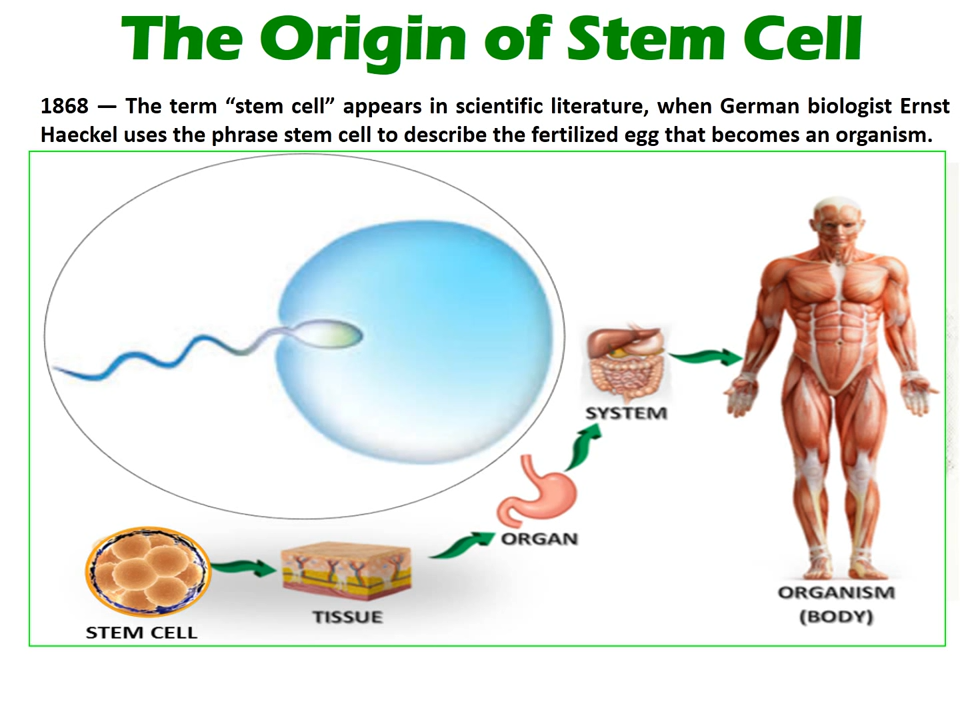 The Origin of Stem Cell
1868 — The term “stem cell” appears in scientific literature, when German biologist Ernst
Haeckel uses the phrase stem cell to describe the fertilized egg that becomes an organism.
SYSTEM
ORGAN
ORGANISM
(BODY)
TISSUE
STEM CELL